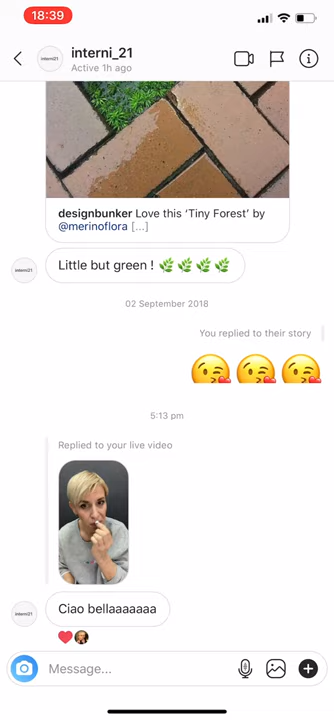 18:39
interni21
interni_21
Active 1h ago
designbunker Love this ‘Tiny Forest’ by
@merinoflora [...]
interni21
Little but green !
02 September 2018
You replied to their story
5:13 pm
Replied to your live video
interni21
Ciao bellaaaaaaa
Message...